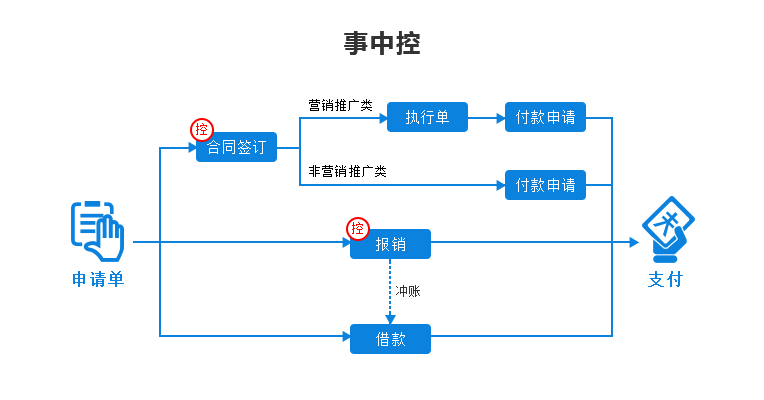 事中控
营销推广类
执行单
付款申请
控
合同签订
非营销推广类
付款申请
控
报销
申请单
支付
冲账
借款